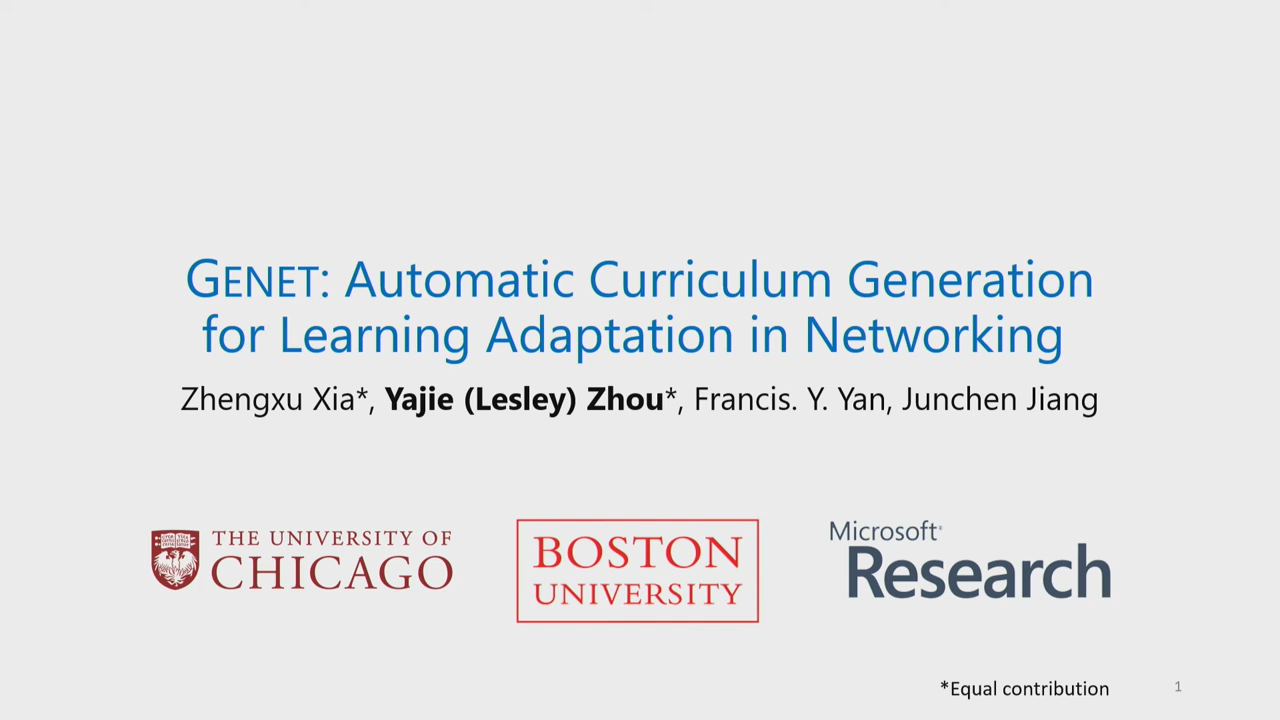 GENET: Automatic Curriculum Generation
for Learning Adaptation in Networking
Zhengxu Xia*, Yajie (Lesley) Zhou*, Francis. Y. Yan, Junchen Jiang
THE UNIVERSITY OF
CHICAGO
BOSTON
UNIVERSITY
Microsoft
Research
*Equal contribution
1